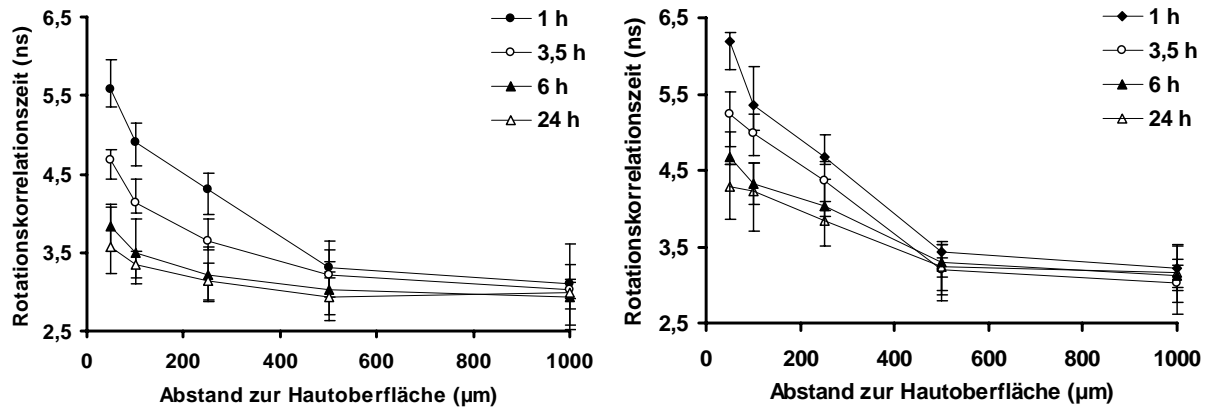 Rotationskorrelationszeit (ns)
6,5
5,5
4,5
3,5
2,5
0
200
400
600
800
1000
Abstand zur Hautoberfläche (µm)
1 h
3,5 h
6 h
24 h
Rotationskorrelationszeit (ns)
6,5
5,5
4,5
3,5
2,5
0
200
400
600
800
1000
Abstand zur Hautoberfläche (µm)
1 h
3,5 h
6 h
24 h